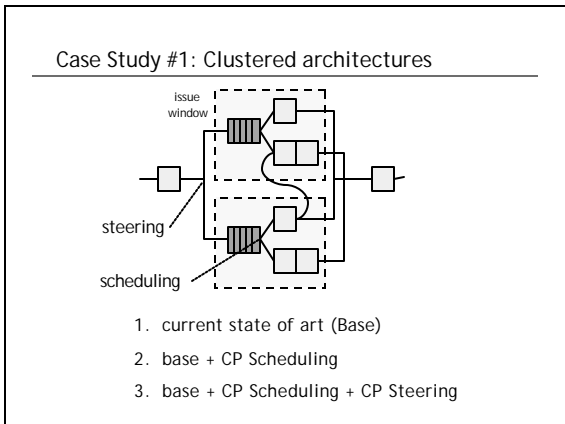 Case Study #1: Clustered architectures
issue
window
steering
scheduling
1. current state of art (Base)
2. base + CP Scheduling
3. base + CP Scheduling + CP Steering